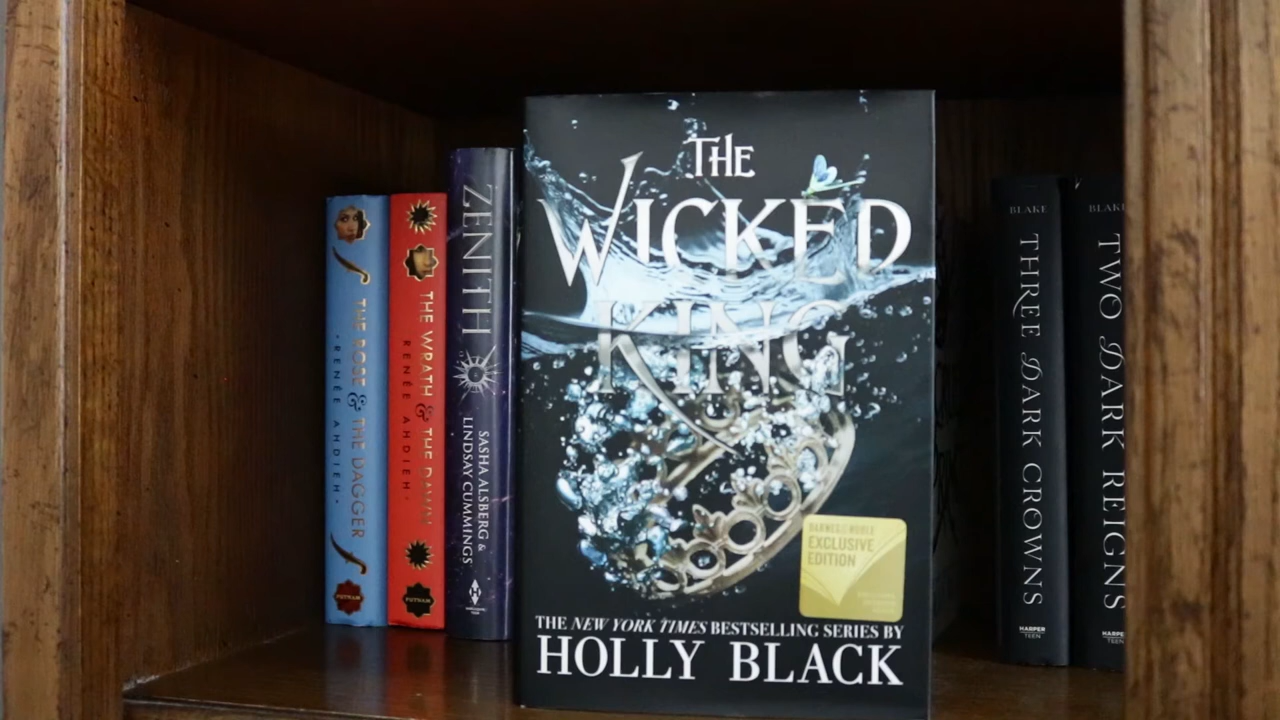 THE ROSE & THE DAGGER
· RENÉE AHDIEH ·
PUTNAM
THE WRATH & THE DAWN
RENÉE AHDIEH ·
PUTNAM
ZENITH
SASHA ALSBERG &
LINDSAY CUMMINGS
THE
WICKED
KING
BARNES & NOBLE
EXCLUSIVE
EDITION
THE NEW YORK TIMES BESTSELLING SERIES BY
HOLLY BLACK
BLAKE
THREE DARK CROWNS
HARPER
TEEN
BLAKE
TWO DARK REIGNS
HARPER
TEEN